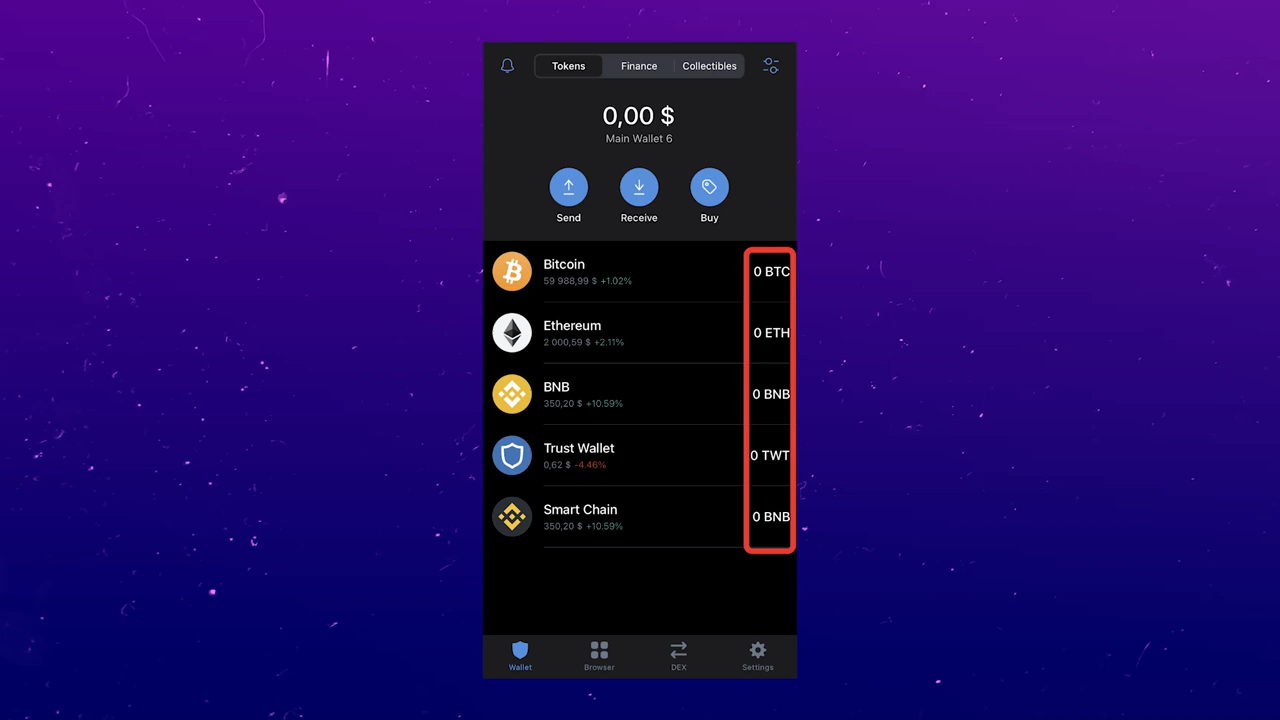 Tokens Finance Collectibles
0,00 $
Main Wallet 6
Send Receive Buy
Bitcoin
59 988,99 $ +1.02%
0 BTC
Ethereum
2 000,59 $ +2.11%
0 ETH
BNB
350,20 $ +10.59%
0 BNB
Trust Wallet
0,62 $ -4.46%
0 TWT
Smart Chain
350,20 $ +10.59%
0 BNB
Wallet Browser DEX Settings